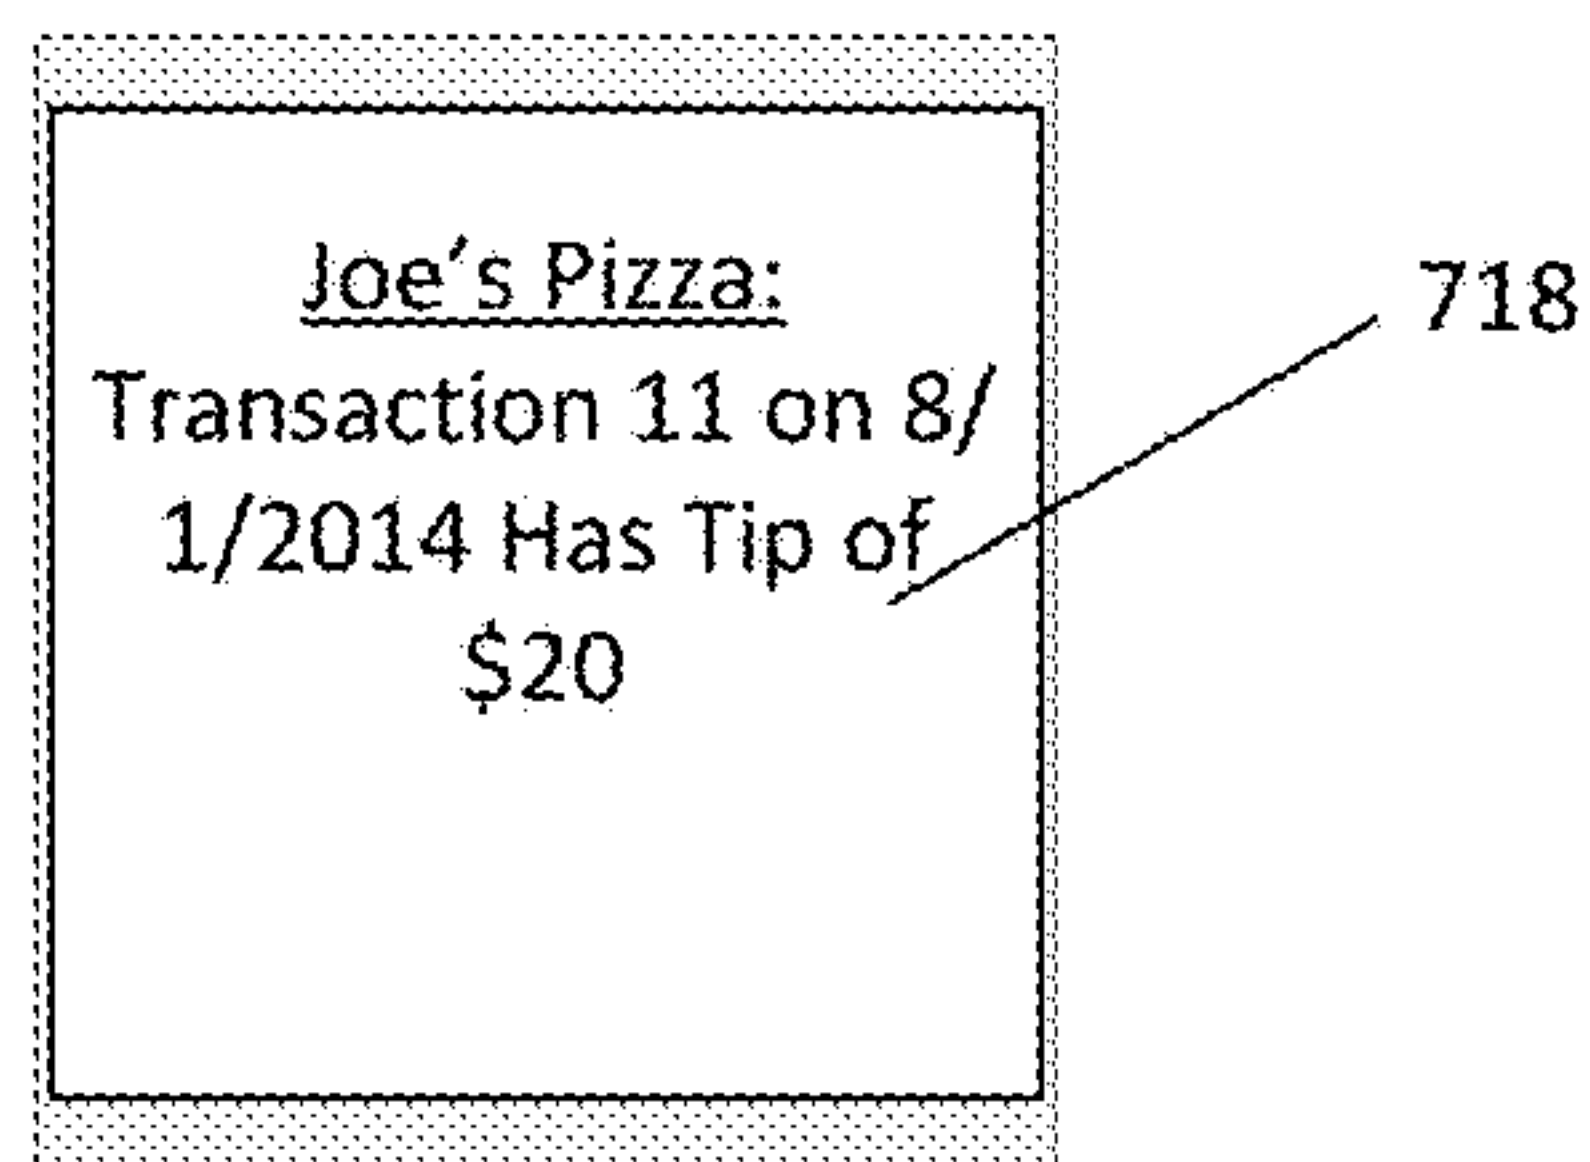 Joe's Pizza:
Transaction 11 on 8/
1/2014 Has Tip of
$20
718